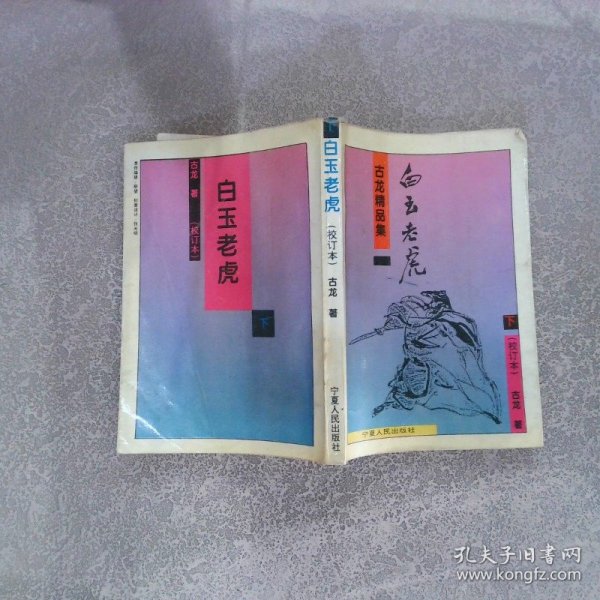 古龙 著
(校订本)
白玉老虎
下
下
白玉老虎
(校订本)
古龙 著
宁夏人民出版社
古龙精品集
白玉老虎
下
(校订本)
古龙 著
宁夏人民出版社
孔夫子旧书网
www.kongfz.com